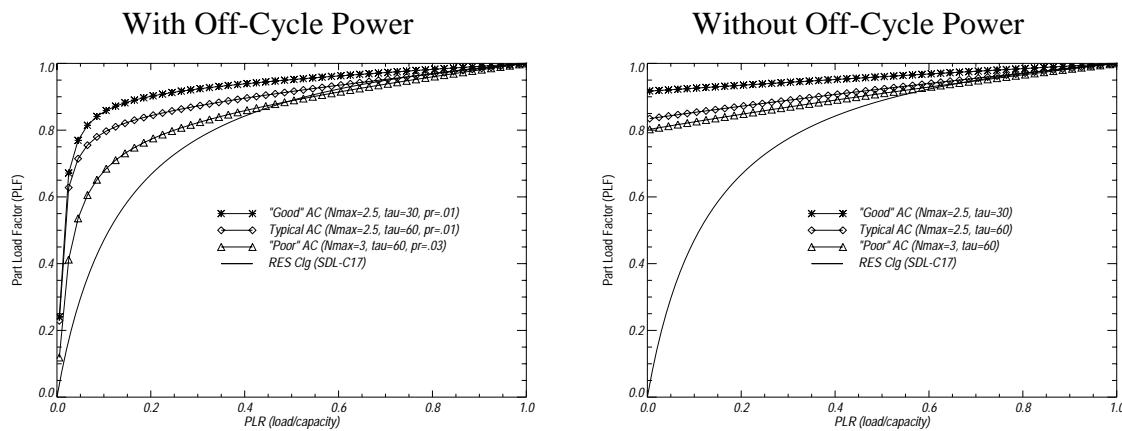 With Off-Cycle Power
1.0
0.8
0.6
0.4
0.2
0.0
Part Load Factor (PLF)
"Good" AC (Nmax=2.5, tau=30, pr=.01)
Typical AC (Nmax=2.5, tau=60, pr=.01)
"Poor" AC (Nmax=3, tau=60, pr=.03)
RES Clg (SDL-C17)
0.0 0.2 0.4 0.6 0.8 1.0
PLR (load/capacity)
Without Off-Cycle Power
1.0
0.8
0.6
0.4
0.2
0.0
Part Load Factor (PLF)
"Good" AC (Nmax=2.5, tau=30)
Typical AC (Nmax=2.5, tau=60)
"Poor" AC (Nmax=3, tau=60)
RES Clg (SDL-C17)
0.0 0.2 0.4 0.6 0.8 1.0
PLR (load/capacity)